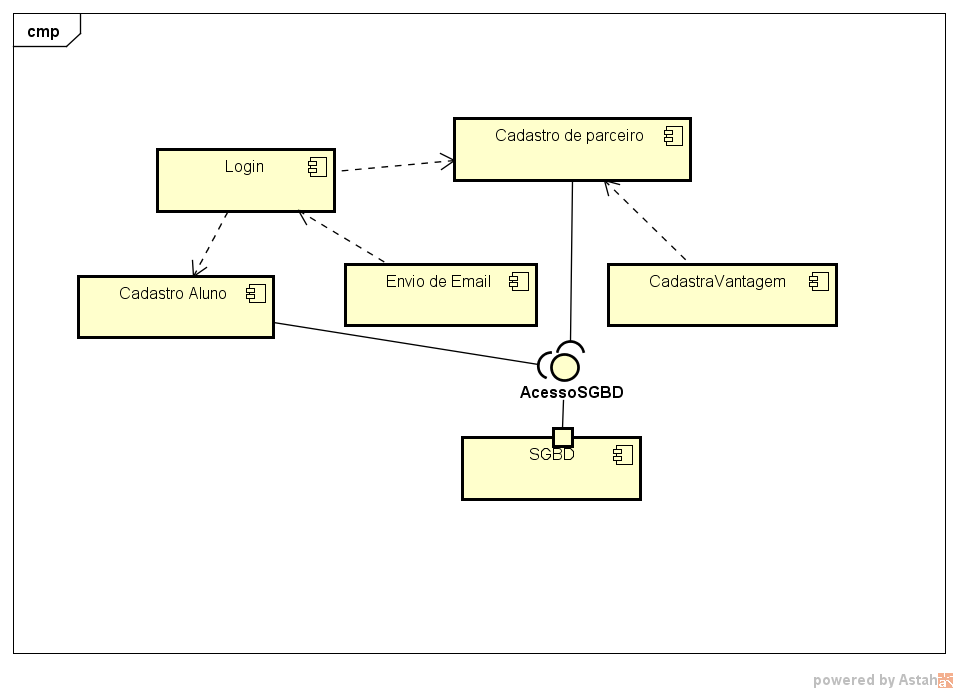 cmp
Cadastro de parceiro
Login
Cadastro Aluno
Envio de Email
CadastraVantagem
AcessoSGBD
SGBD
powered by Astah